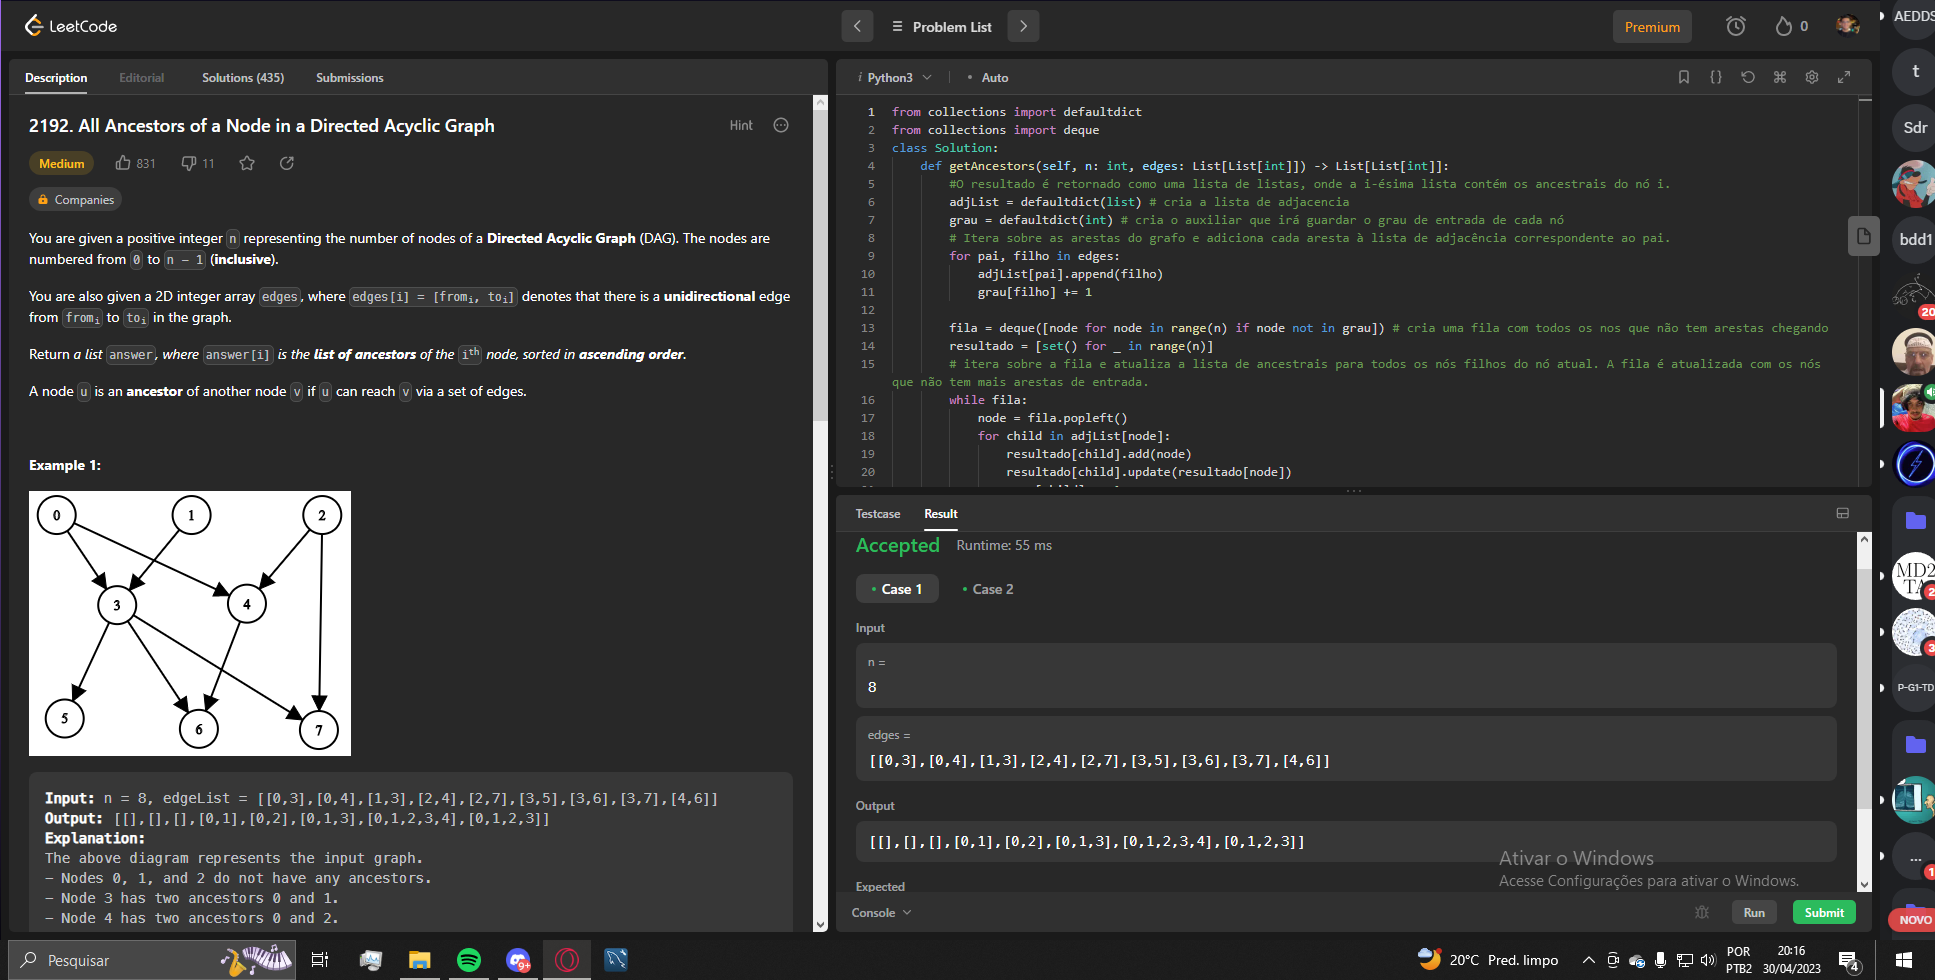 LeetCode
Problem List
Premium
0
Description
Editorial
Solutions (435)
Submissions
2192. All Ancestors of a Node in a Directed Acyclic Graph
Hint
Medium
831
11
Companies
You are given a positive integer n representing the number of nodes of a Directed Acyclic Graph (DAG). The nodes are
numbered from 0 to n - 1 (inclusive).
You are also given a 2D integer array edges, where edges[i] = [fromi, toi] denotes that there is a unidirectional edge
from fromi to toi in the graph.
Return a list answer, where answer[i] is the list of ancestors of the ith node, sorted in ascending order.
A node u is an ancestor of another node v if u can reach v via a set of edges.
Example 1:
0
1
2
3
4
5
6
7
Input: n = 8, edgeList = [[0,3],[0,4],[1,3],[2,4],[2,7],[3,5],[3,6],[3,7],[4,6]]
Output: [[],[],[],[0,1],[0,2],[0,1,3],[0,1,2,3,4],[0,1,2,3]]
Explanation:
The above diagram represents the input graph.
- Nodes 0, 1, and 2 do not have any ancestors.
- Node 3 has two ancestors 0 and 1.
- Node 4 has two ancestors 0 and 2.
i Python3
• Auto
1 from collections import defaultdict
2 from collections import deque
3 class Solution:
4 def getAncestors(self, n: int, edges: List[List[int]]) -> List[List[int]]:
5 #O resultado é retornado como uma lista de listas, onde a i-ésima lista contém os ancestrais do nó i.
6 adjList = defaultdict(list) # cria a lista de adjacencia
7 grau = defaultdict(int) # cria o auxiliar que irá guardar o grau de entrada de cada nó
8 # Itera sobre as arestas do grafo e adiciona cada aresta à lista de adjacência correspondente ao pai.
9 for pai, filho in edges:
10 adjList[pai].append(filho)
11 grau[filho] += 1
12
13 fila = deque([node for node in range(n) if node not in grau]) # cria uma fila com todos os nos que não tem arestas chegando
14 resultado = [set() for _ in range(n)]
15 # itera sobre a fila e atualiza a lista de ancestrais para todos os nós filhos do nó atual. A fila é atualizada com os nós
que não tem mais arestas de entrada.
16 while fila:
17 node = fila.popleft()
18 for child in adjList[node]:
19 resultado[child].add(node)
20 resultado[child].update(resultado[node])
Testcase
Result
Accepted
Runtime: 55 ms
• Case 1
• Case 2
Input
n =
8
edges =
[[0,3],[0,4],[1,3],[2,4],[2,7],[3,5],[3,6],[3,7],[4,6]]
Output
[[],[],[],[0,1],[0,2],[0,1,3],[0,1,2,3,4],[0,1,2,3]]
Expected
Ativar o Windows
Acesse Configurações para ativar o Windows.
Console
Run
Submit
AEDDS
t
Sdr
bdd1
20
MD2
2
3
P-G1-TD
...
1
NOVO
Pesquisar
9+
20°C Pred. limpo
POR
PTB2
20:16
30/04/2023
4